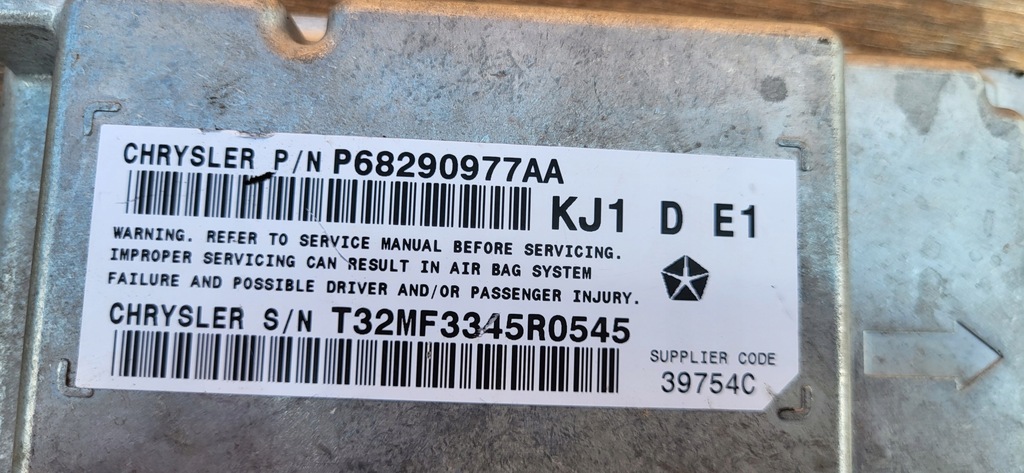 CHRYSLER P/N P68290977AA
KJ1 D E1
WARNING. REFER TO SERVICE MANUAL BEFORE SERVICING.
IMPROPER SERVICING CAN RESULT IN AIR BAG SYSTEM
FAILURE AND POSSIBLE DRIVER AND/OR PASSENGER INJURY.
CHRYSLER S/N T32MF3345R0545
SUPPLIER CODE
39754C